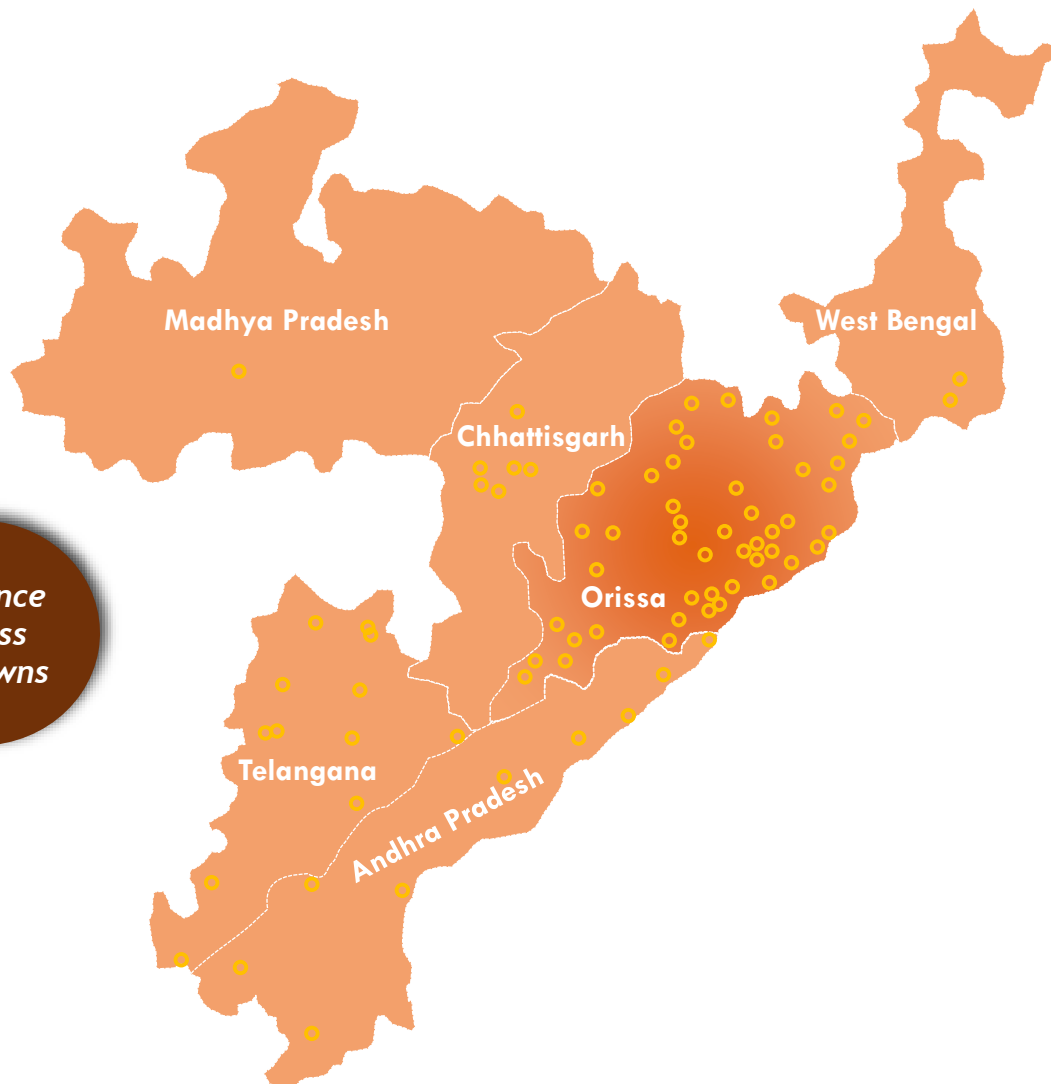 Madhya Pradesh
West Bengal
Chhattisgarh
Orissa
Telangana
Andhra Pradesh